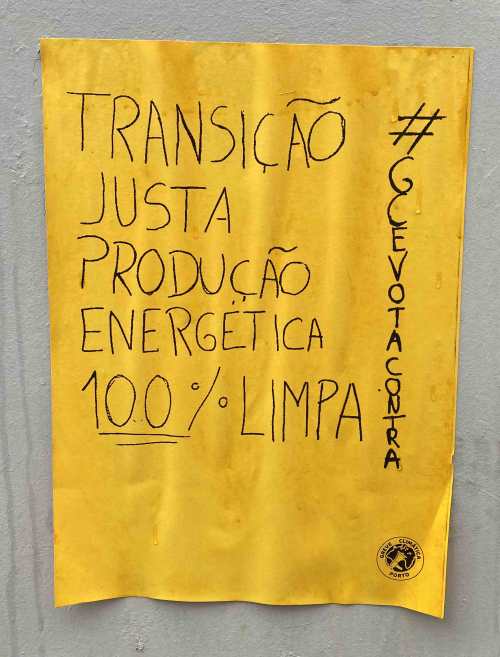 TRANSIÇÃO
JUSTA
PRODUÇÃO
ENERGÉTICA
100% LIMPA
#GCEVOTACONTRA
GREVE CLIMÁTICA
PORTO